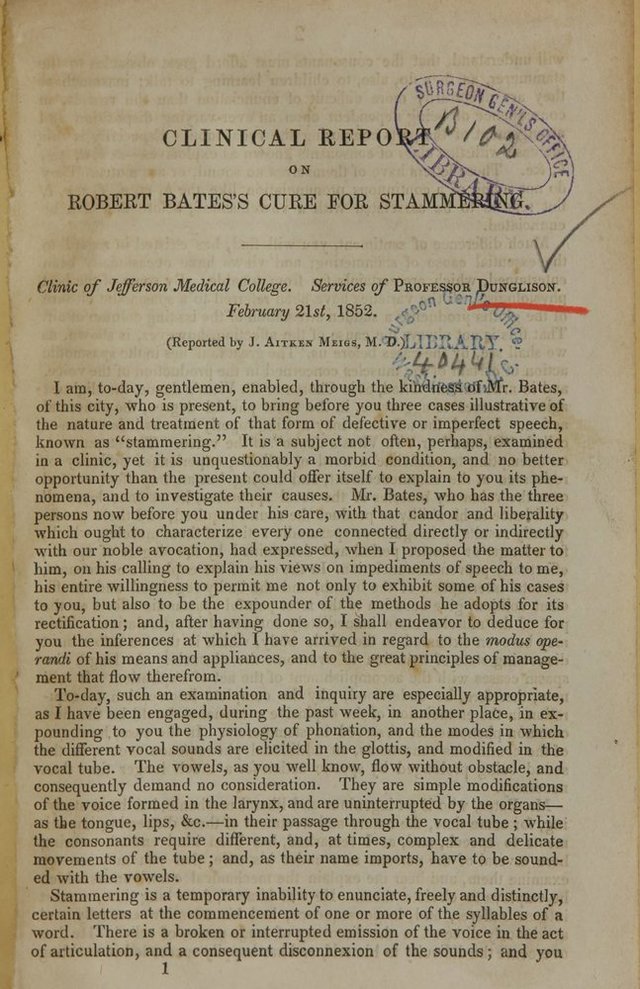 SURGEON GEN'LS OFFICE
B102
LIBRARY.
CLINICAL REPORT
ON
ROBERT BATES'S CURE FOR STAMMERING.
Clinic of Jefferson Medical College. Services of PROFESSOR DUNGLISON.
February 21st, 1852.
(Reported by J. AITKEN MEIGS, M. D.)
Surgeon Genl's Office
LIBRARY.
40441
I am, to-day, gentlemen, enabled, through the kindness of Mr. Bates,
of this city, who is present, to bring before you three cases illustrative of
the nature and treatment of that form of defective or imperfect speech,
known as "stammering." It is a subject not often, perhaps, examined
in a clinic, yet it is unquestionably a morbid condition, and no better
opportunity than the present could offer itself to explain to you its phe-
nomena, and to investigate their causes. Mr. Bates, who has the three
persons now before you under his care, with that candor and liberality
which ought to characterize every one connected directly or indirectly
with our noble avocation, had expressed, when I proposed the matter to
him, on his calling to explain his views on impediments of speech to me,
his entire willingness to permit me not only to exhibit some of his cases
to you, but also to be the expounder of the methods he adopts for its
rectification; and, after having done so, I shall endeavor to deduce for
you the inferences at which I have arrived in regard to the modus ope-
randi of his means and appliances, and to the great principles of manage-
ment that flow therefrom.
To-day, such an examination and inquiry are especially appropriate,
as I have been engaged, during the past week, in another place, in ex-
pounding to you the physiology of phonation, and the modes in which
the different vocal sounds are elicited in the glottis, and modified in the
vocal tube. The vowels, as you well know, flow without obstacle, and
consequently demand no consideration. They are simple modifications
of the voice formed in the larynx, and are uninterrupted by the organs—
as the tongue, lips, &c.—in their passage through the vocal tube; while
the consonants require different, and, at times, complex and delicate
movements of the tube; and, as their name imports, have to be sound-
ed with the vowels.
Stammering is a temporary inability to enunciate, freely and distinctly,
certain letters at the commencement of one or more of the syllables of a
word. There is a broken or interrupted emission of the voice in the act
of articulation, and a consequent disconnexion of the sounds; and you
1